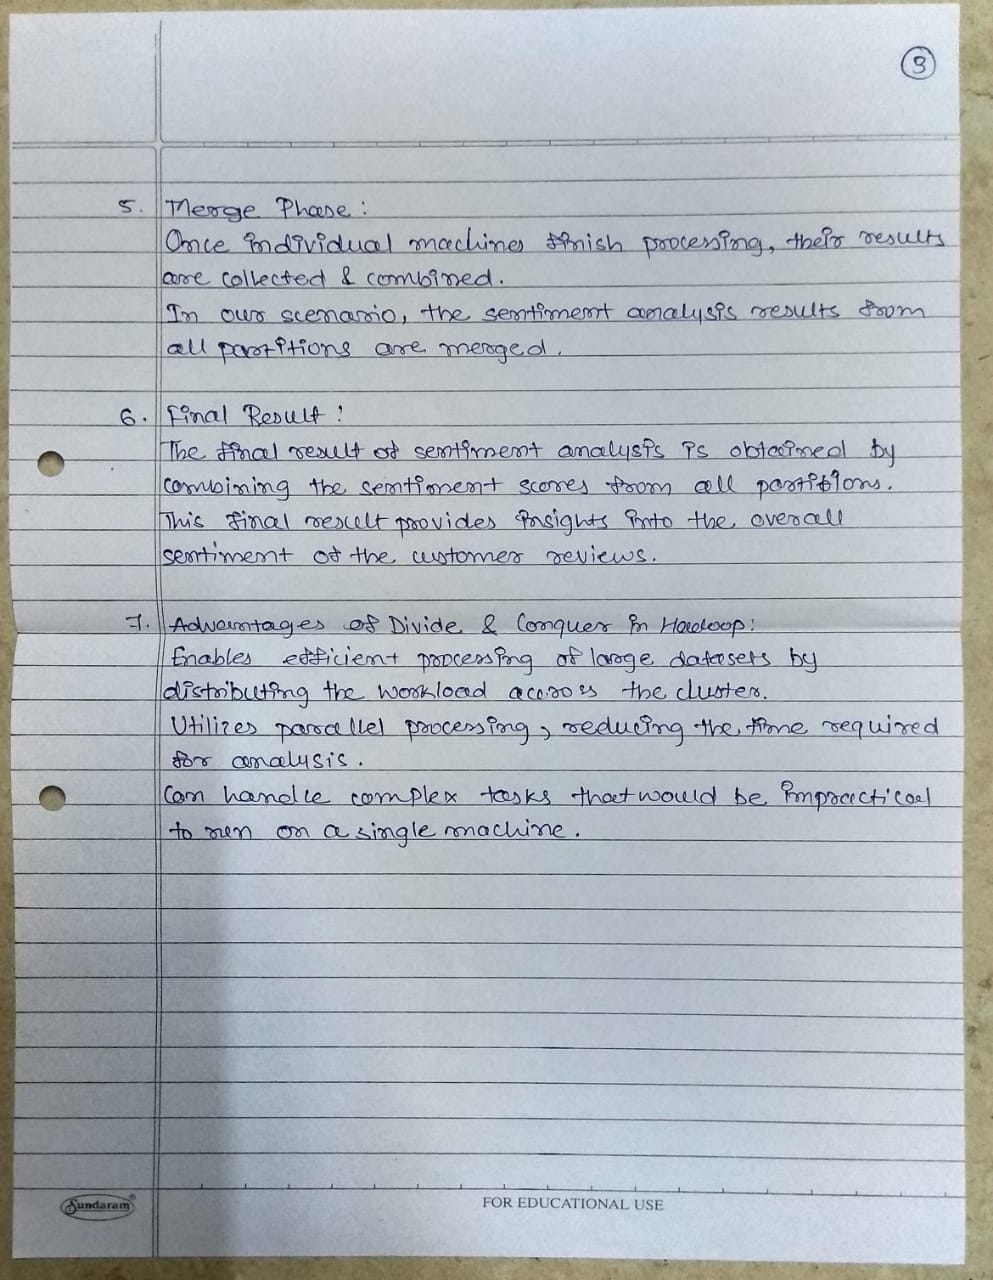 3
5. Merge Phase :
Once individual machines finish processing, their results
are collected & combined.
In our scenario, the sentiment analysis results from
all partitions are merged.
6. Final Result :
The final result of sentiment analysis is obtained by
combining the sentiment scores from all partitions.
This final result provides insights into the overall
sentiment of the customer reviews.
7. Advantages of Divide & Conquer in Hadoop :
Enables efficient processing of large datasets by
distributing the workload accross the cluster.
Utilizes parallel processing, reducing the time required
for analysis.
Can handle complex tasks that would be impractical
to run on a single machine.
Sundaram®
FOR EDUCATIONAL USE